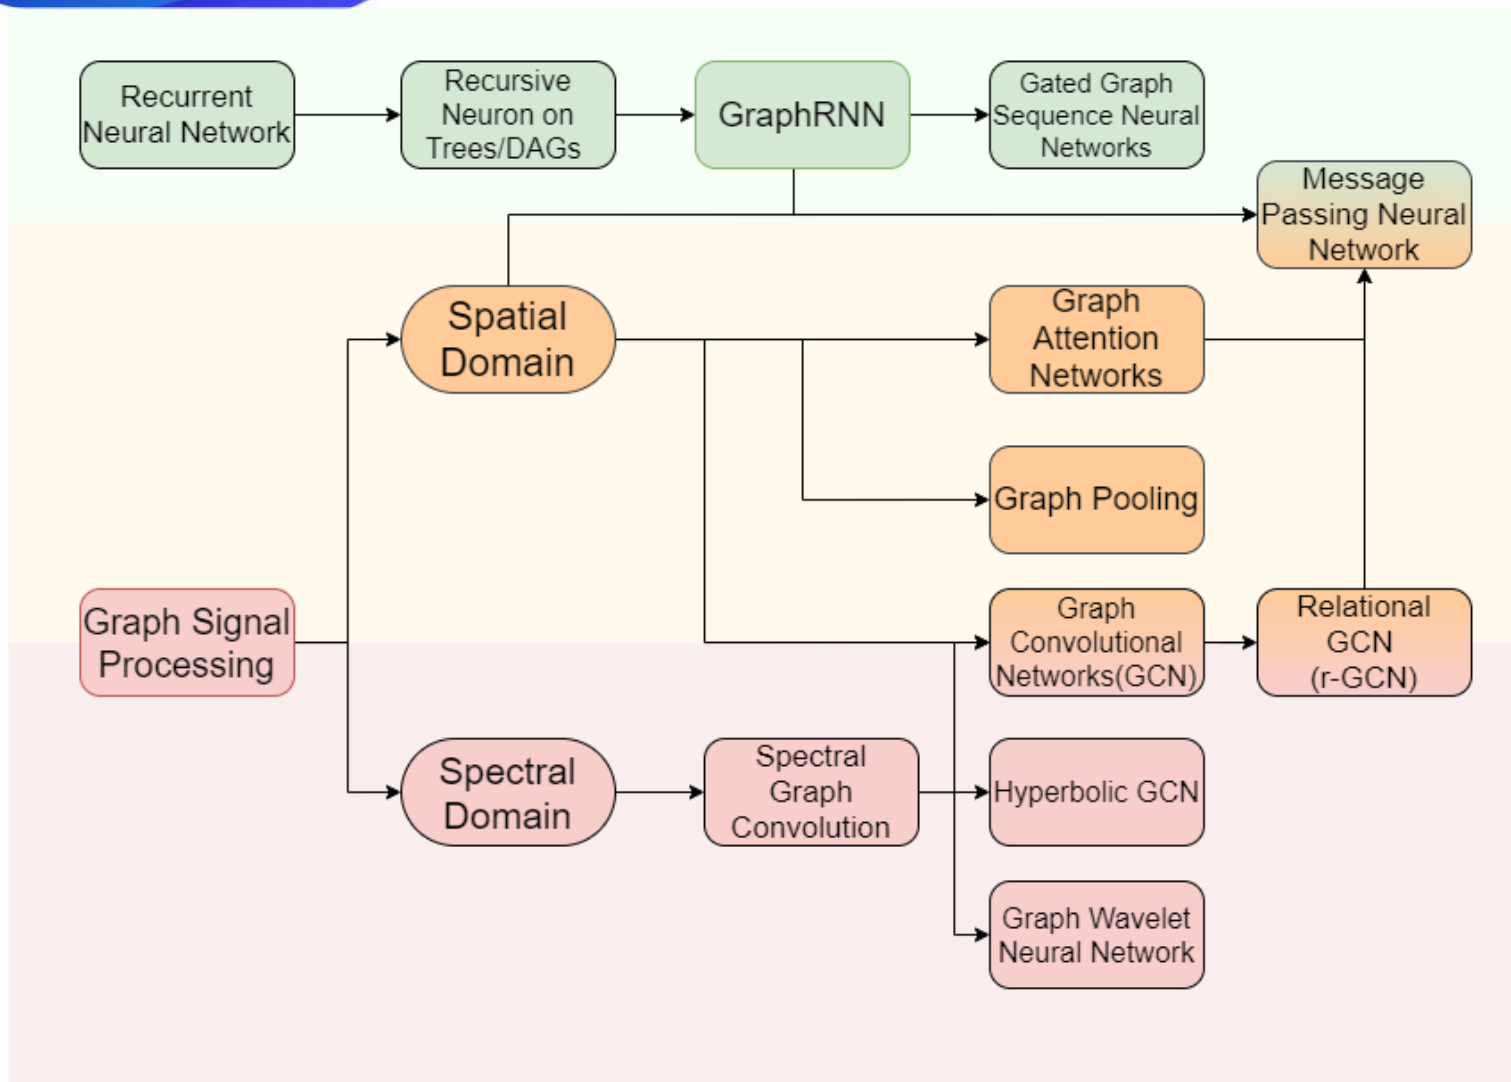 Recurrent
Neural Network
Recursive
Neuron on
Trees/DAGs
GraphRNN
Gated Graph
Sequence Neural
Networks
Message
Passing Neural
Network
Spatial
Domain
Graph
Attention
Networks
Graph Pooling
Graph Signal
Processing
Graph
Convolutional
Networks(GCN)
Relational
GCN
(r-GCN)
Spectral
Domain
Spectral
Graph
Convolution
Hyperbolic GCN
Graph Wavelet
Neural Network